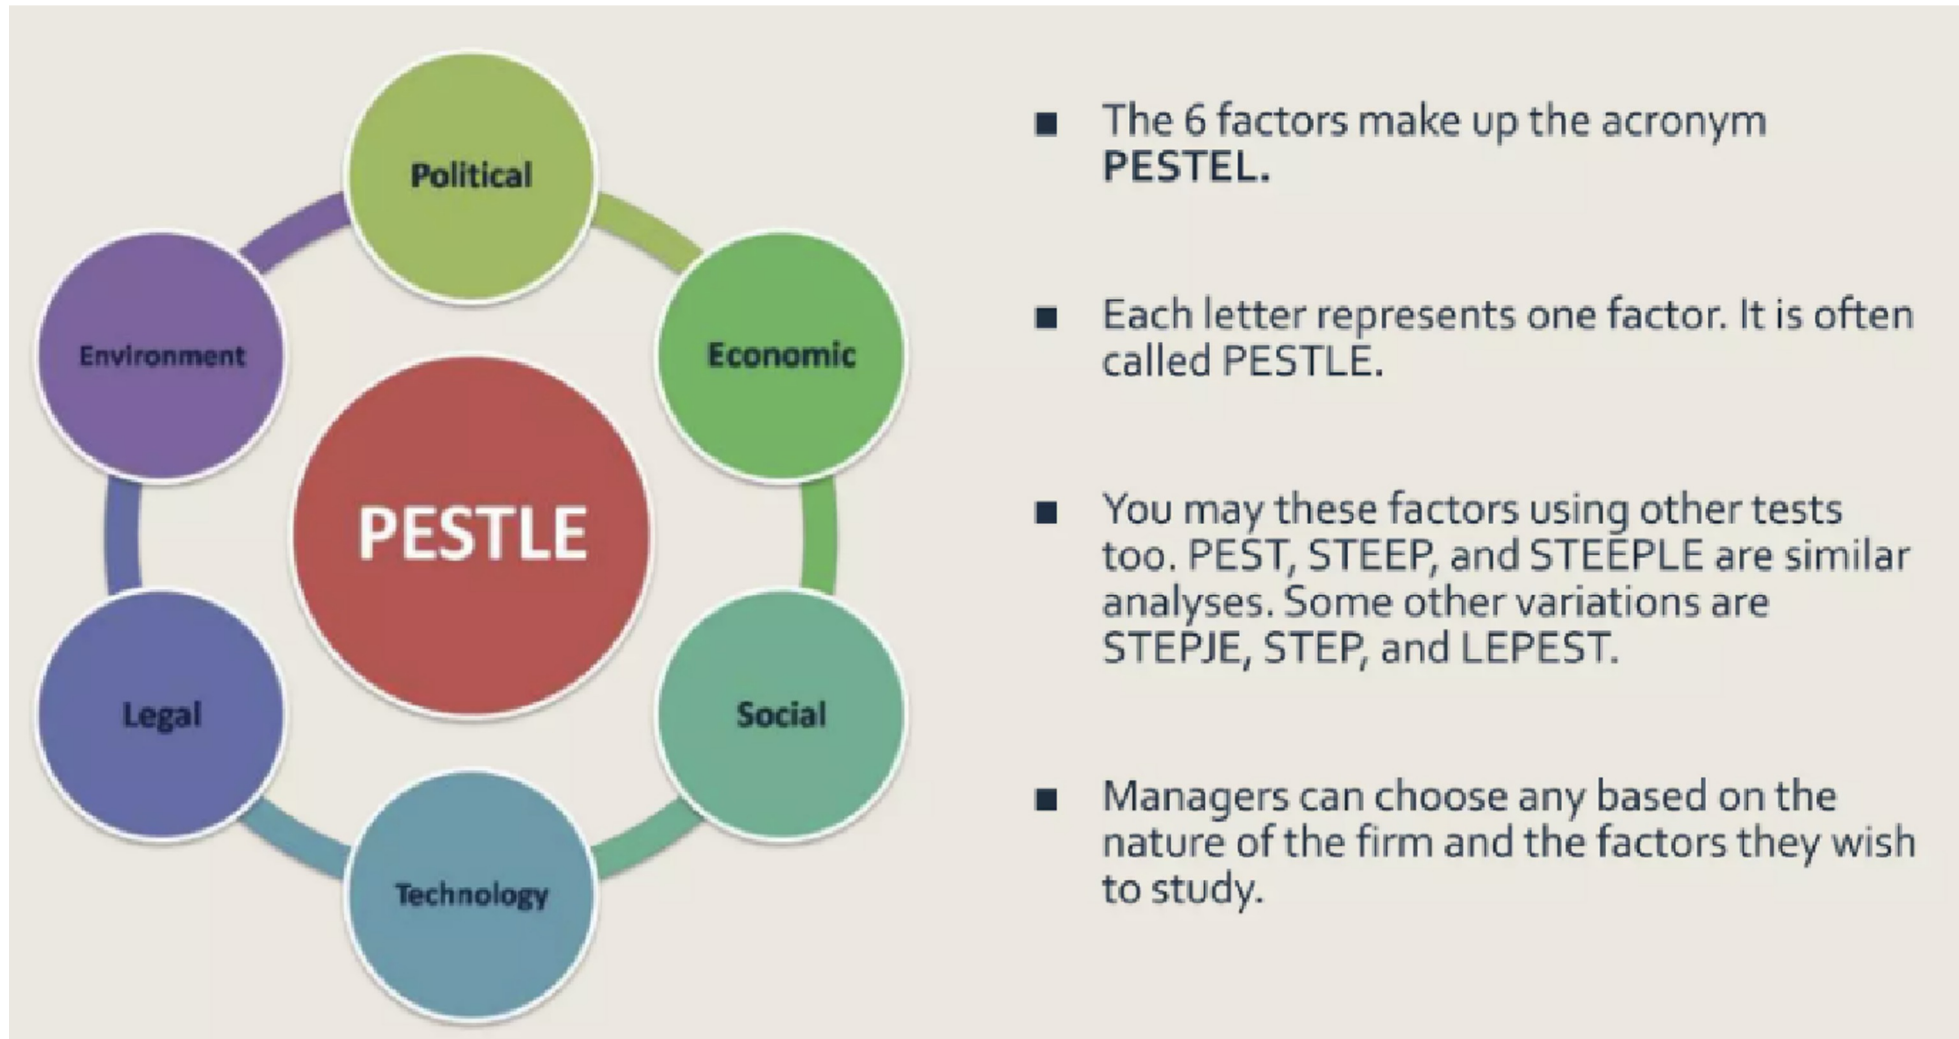 Political
Economic
Social
Technology
Legal
Environment
PESTLE
■ The 6 factors make up the acronym
PESTEL.
■ Each letter represents one factor. It is often
called PESTLE.
■ You may these factors using other tests
too. PEST, STEEP, and STEEPLE are similar
analyses. Some other variations are
STEPJE, STEP, and LEPEST.
■ Managers can choose any based on the
nature of the firm and the factors they wish
to study.